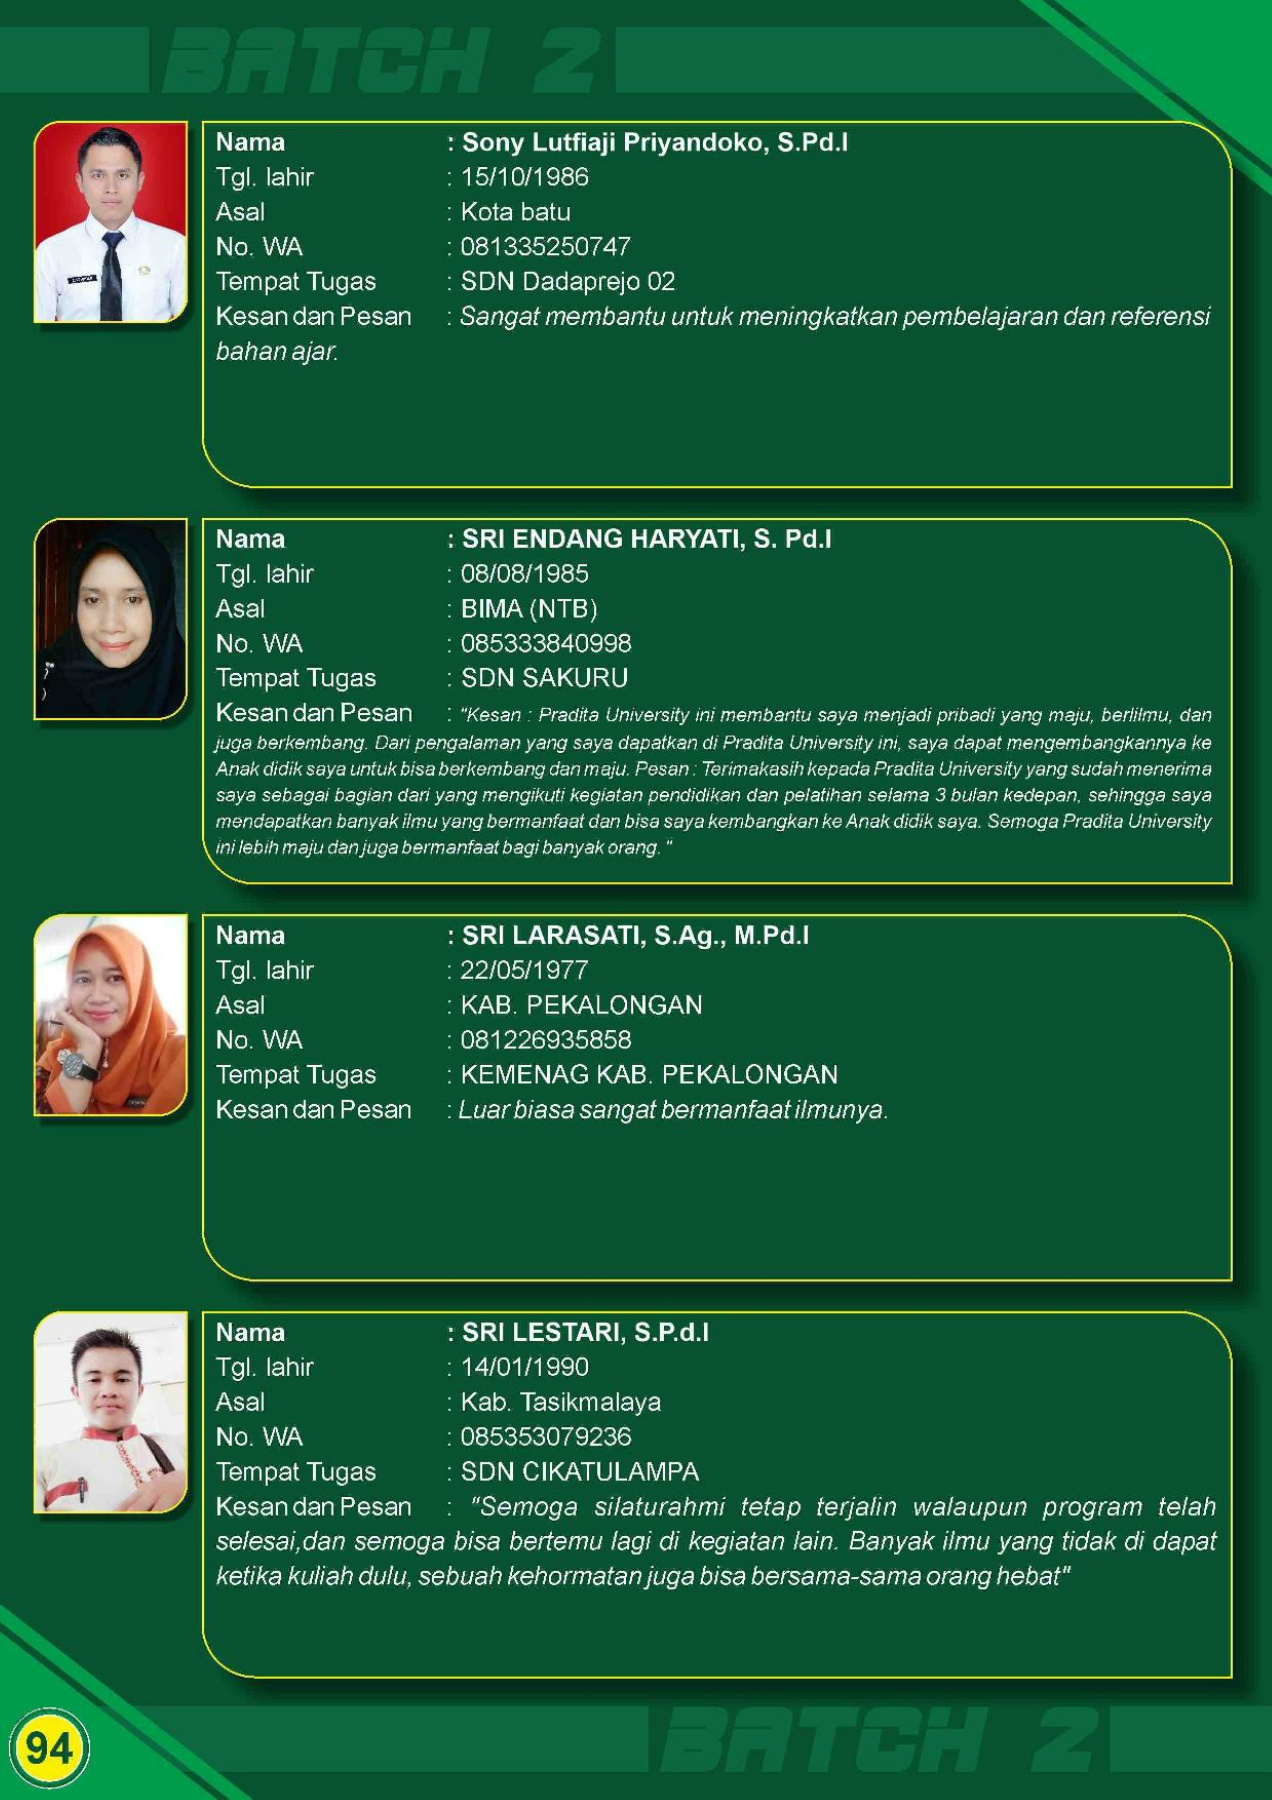 BATCH 2
Nama : Sony Lutfiaji Priyandoko, S.Pd.I
Tgl. lahir : 15/10/1986
Asal : Kota batu
No. WA : 081335250747
Tempat Tugas : SDN Dadaprejo 02
Kesan dan Pesan : Sangat membantu untuk meningkatkan pembelajaran dan referensi
bahan ajar.
Nama : SRI ENDANG HARYATI, S. Pd.I
Tgl. lahir : 08/08/1985
Asal : BIMA (NTB)
No. WA : 085333840998
Tempat Tugas : SDN SAKURU
Kesan dan Pesan : "Kesan : Pradita University ini membantu saya menjadi pribadi yang maju, berlilmu, dan
juga berkembang. Dari pengalaman yang saya dapatkan di Pradita University ini, saya dapat mengembangkannya ke
Anak didik saya untuk bisa berkembang dan maju. Pesan : Terimakasih kepada Pradita University yang sudah menerima
saya sebagai bagian dari yang mengikuti kegiatan pendidikan dan pelatihan selama 3 bulan kedepan, sehingga saya
mendapatkan banyak ilmu yang bermanfaat dan bisa saya kembangkan ke Anak didik saya. Semoga Pradita University
ini lebih maju dan juga bermanfaat bagi banyak orang. "
Nama : SRI LARASATI, S.Ag., M.Pd.I
Tgl. lahir : 22/05/1977
Asal : KAB. PEKALONGAN
No. WA : 081226935858
Tempat Tugas : KEMENAG KAB. PEKALONGAN
Kesan dan Pesan : Luar biasa sangat bermanfaat ilmunya.
Nama : SRI LESTARI, S.P.d.I
Tgl. lahir : 14/01/1990
Asal : Kab. Tasikmalaya
No. WA : 085353079236
Tempat Tugas : SDN CIKATULAMPA
Kesan dan Pesan : "Semoga silaturahmi tetap terjalin walaupun program telah
selesai,dan semoga bisa bertemu lagi di kegiatan lain. Banyak ilmu yang tidak di dapat
ketika kuliah dulu, sebuah kehormatan juga bisa bersama-sama orang hebat"
94
BATCH 2